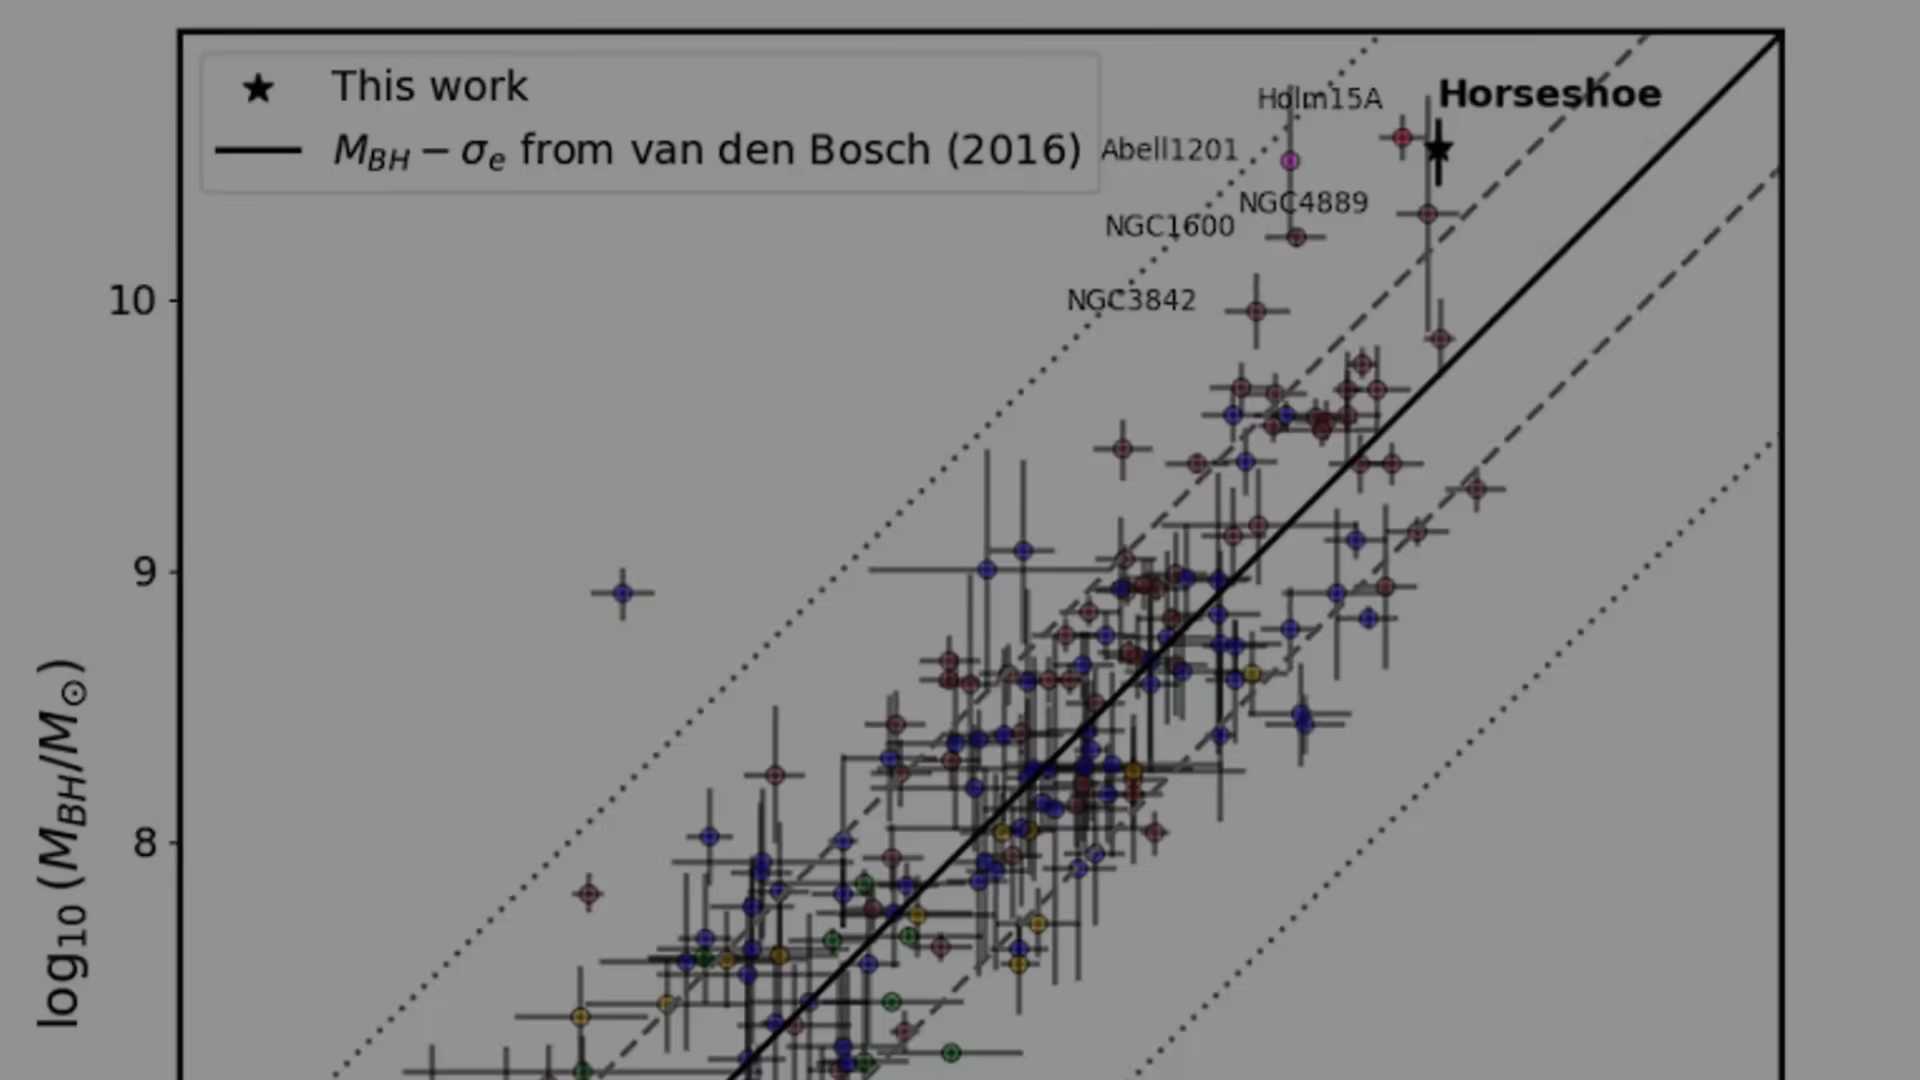 This work
M_BH − σ_e from van den Bosch (2016)
Holm15A
Horseshoe
Abell1201
NGC4889
NGC1600
NGC3842
10
9
8
log₁₀ (M_BH/M_⊙)